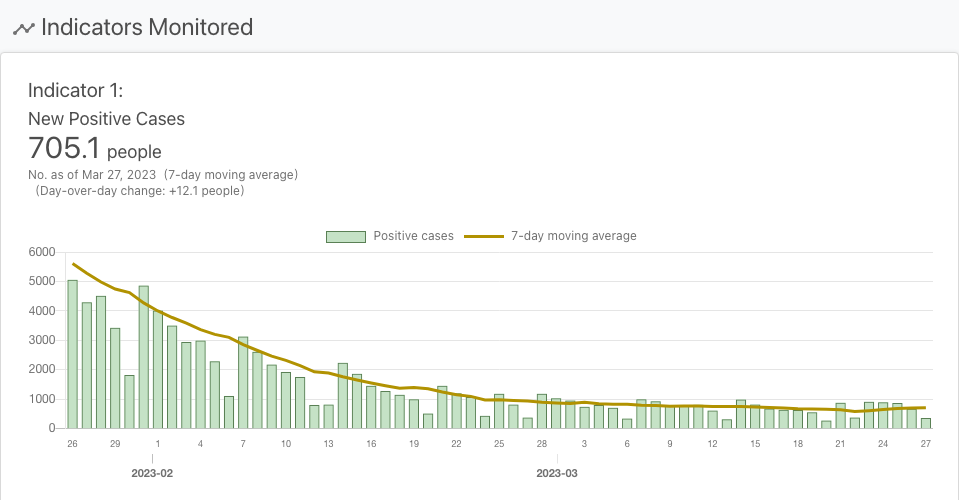 Indicators Monitored
Indicator 1:
New Positive Cases
705.1 people
No. as of Mar 27, 2023 (7-day moving average)
(Day-over-day change: +12.1 people)
Positive cases 7-day moving average
6000
5000
4000
3000
2000
1000
0
26 29 1 4 7 10 13 16 19 22 25 28 3 6 9 12 15 18 21 24 27
2023-02 2023-03